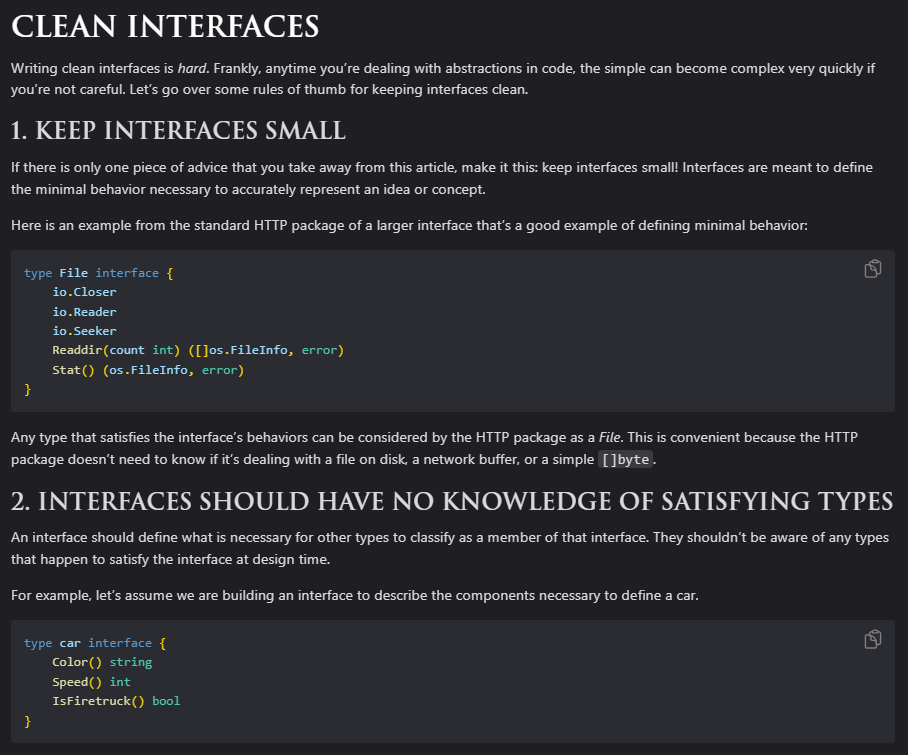 CLEAN INTERFACES
Writing clean interfaces is hard. Frankly, anytime you're dealing with abstractions in code, the simple can become complex very quickly if
you're not careful. Let's go over some rules of thumb for keeping interfaces clean.
1. KEEP INTERFACES SMALL
If there is only one piece of advice that you take away from this article, make it this: keep interfaces small! Interfaces are meant to define
the minimal behavior necessary to accurately represent an idea or concept.
Here is an example from the standard HTTP package of a larger interface that's a good example of defining minimal behavior:
type File interface {
    io.Closer
    io.Reader
    io.Seeker
    Readdir(count int) ([]os.FileInfo, error)
    Stat() (os.FileInfo, error)
}
Any type that satisfies the interface's behaviors can be considered by the HTTP package as a File. This is convenient because the HTTP
package doesn't need to know if it's dealing with a file on disk, a network buffer, or a simple []byte.
2. INTERFACES SHOULD HAVE NO KNOWLEDGE OF SATISFYING TYPES
An interface should define what is necessary for other types to classify as a member of that interface. They shouldn't be aware of any types
that happen to satisfy the interface at design time.
For example, let's assume we are building an interface to describe the components necessary to define a car.
type car interface {
    Color() string
    Speed() int
    IsFiretruck() bool
}